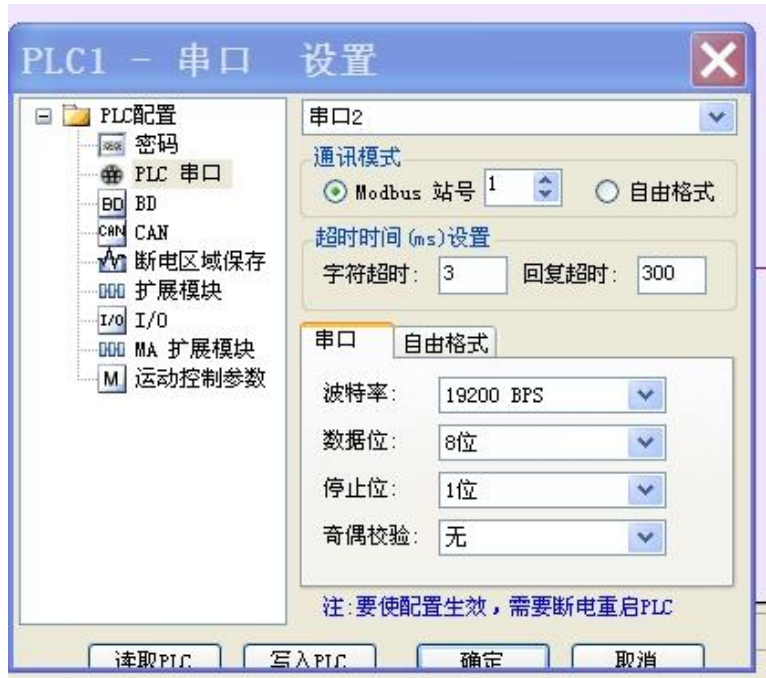 PLC1 - 串口 设置
PLC配置
密码
PLC 串口
BD BD
CAN CAN
断电区域保存
扩展模块
I/O I/O
MA 扩展模块
M 运动控制参数
串口2
通讯模式
Modbus 站号 1 自由格式
超时时间(ms)设置
字符超时: 3 回复超时: 300
串口 自由格式
波特率: 19200 BPS
数据位: 8位
停止位: 1位
奇偶校验: 无
注:要使配置生效，需要断电重启PLC
读取PLC 写入PLC 确定 取消